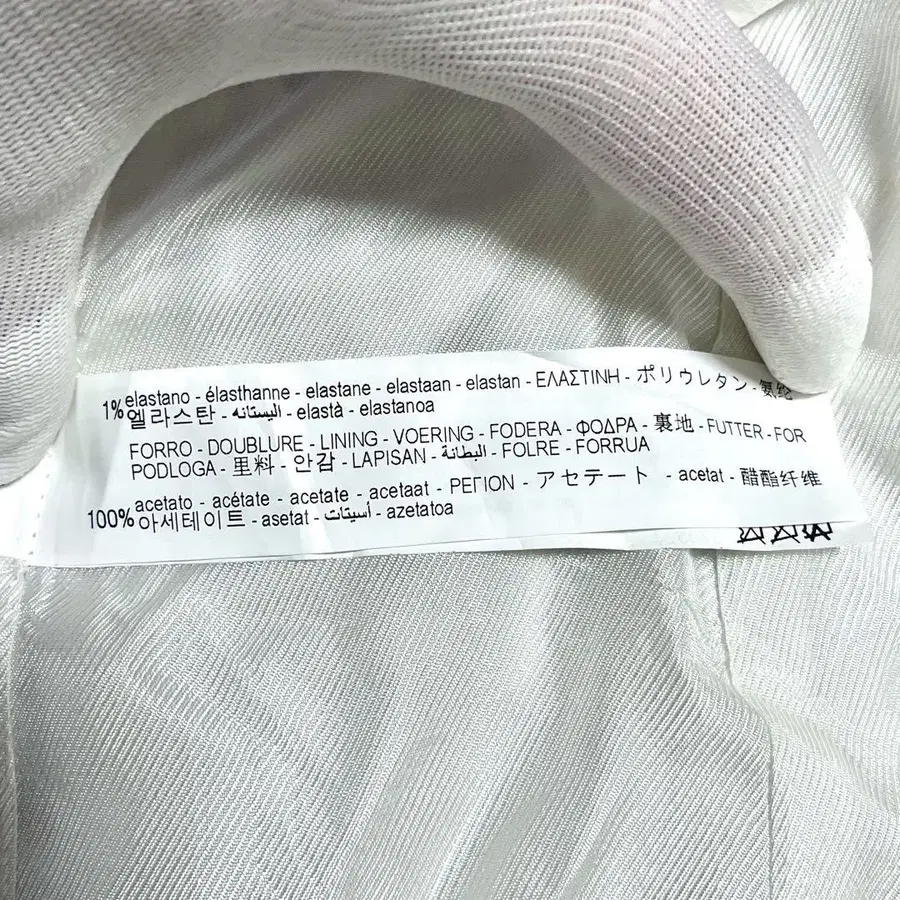 1% elastano - élasthanne - elastane - elastaan - elastan - ΕΛΑΣΤΙΝΗ - ポリウレタン -
엘라스탄 - اليستانه - elastà - elastanoa
FORRO - DOUBLURE - LINING - VOERING - FODERA - ΦΟΔΡΑ - 裏地 - FUTTER - FOR
PODLOGA - 里料 - 안감 - LAPISAN - البطانة - FOLRE - FORRUA
100% acetato - acétate - acetate - acetaat - ΡΕΓΙΟΝ - アセテート - acetat - 醋酯纤维
아세테이트 - asetat - أسيتات - azetatoa